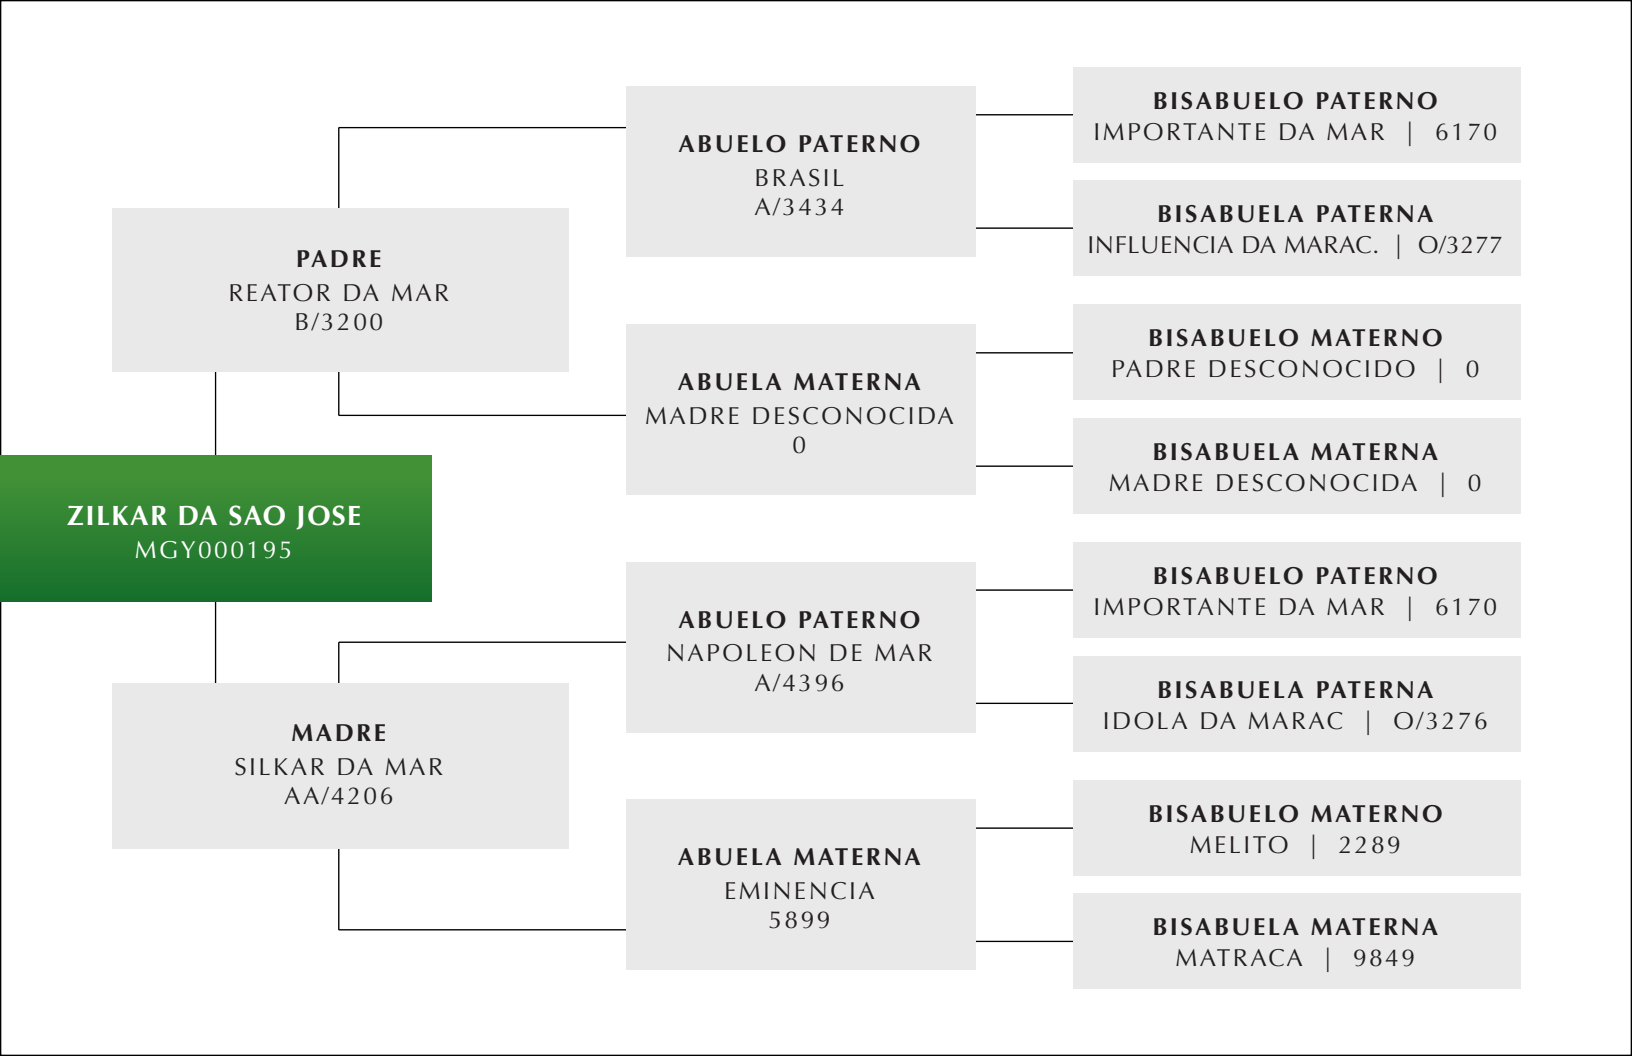 ZILKAR DA SAO JOSE
MGY000195
PADRE
REATOR DA MAR
B/3200
MADRE
SILKAR DA MAR
AA/4206
ABUELO PATERNO
BRASIL
A/3434
ABUELA MATERNA
MADRE DESCONOCIDA
0
ABUELO PATERNO
NAPOLEON DE MAR
A/4396
ABUELA MATERNA
EMINENCIA
5899
BISABUELO PATERNO
IMPORTANTE DA MAR | 6170
BISABUELA PATERNA
INFLUENCIA DA MARAC. | O/3277
BISABUELO MATERNO
PADRE DESCONOCIDO | 0
BISABUELA MATERNA
MADRE DESCONOCIDA | 0
BISABUELO PATERNO
IMPORTANTE DA MAR | 6170
BISABUELA PATERNA
IDOLA DA MARAC | O/3276
BISABUELO MATERNO
MELITO | 2289
BISABUELA MATERNA
MATRACA | 9849